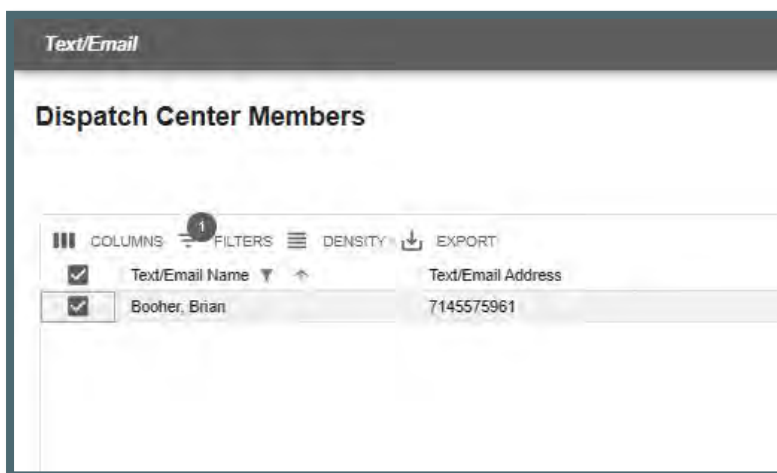 Text/Email
Dispatch Center Members
1
COLUMNS FILTERS DENSITY EXPORT
Text/Email Name Text/Email Address
Booher, Brian 7145575961